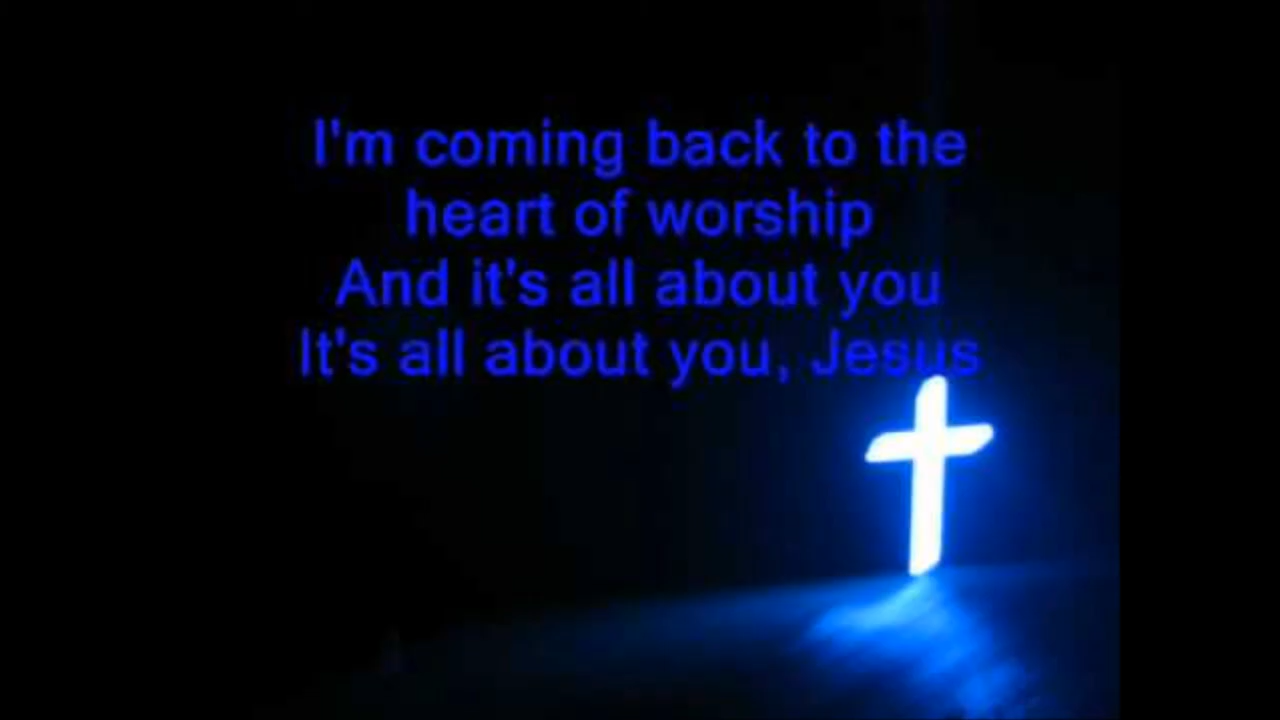 I'm coming back to the
heart of worship
And it's all about you
It's all about you, Jesus